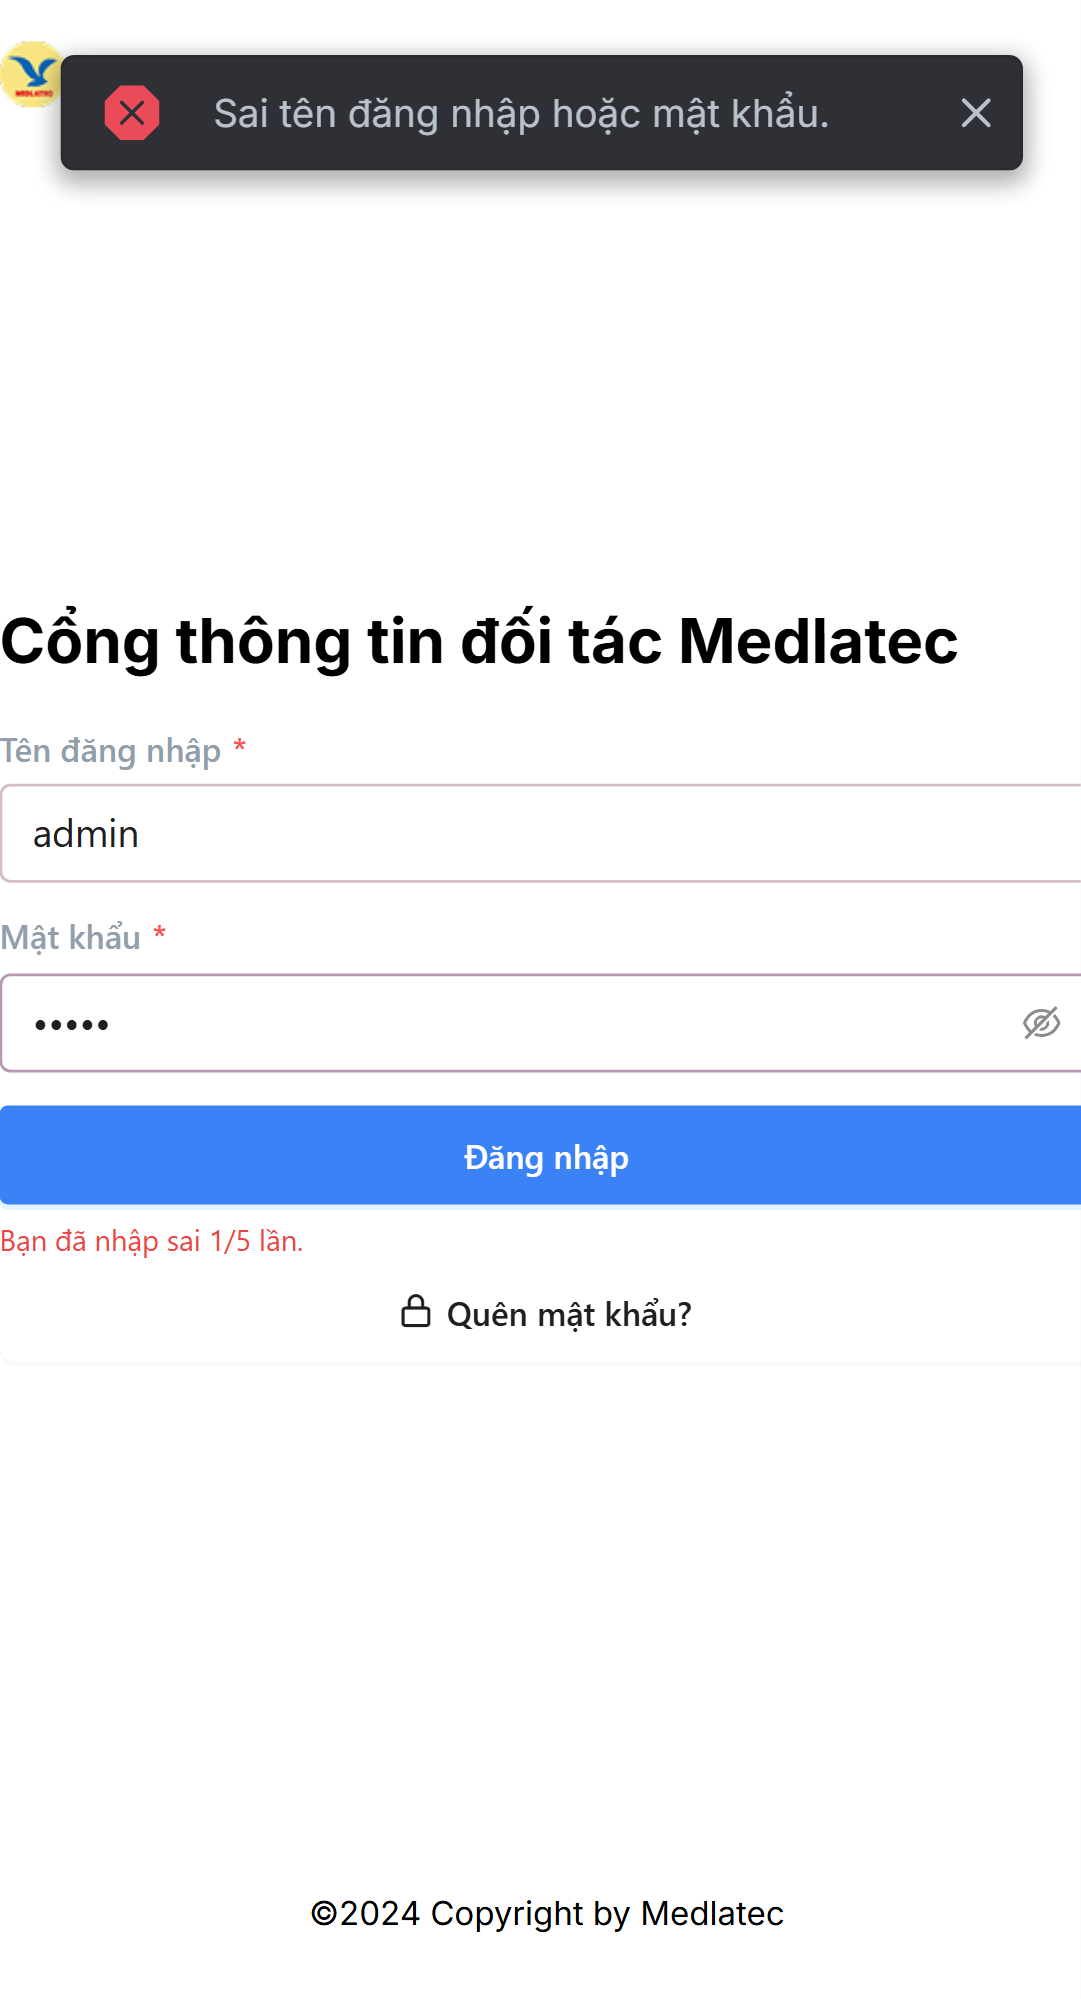 MEDLATEC
Sai tên đăng nhập hoặc mật khẩu.
Cổng thông tin đối tác Medlatec
Tên đăng nhập *
admin
Mật khẩu *
•••••
Đăng nhập
Bạn đã nhập sai 1/5 lần.
Quên mật khẩu?
©2024 Copyright by Medlatec